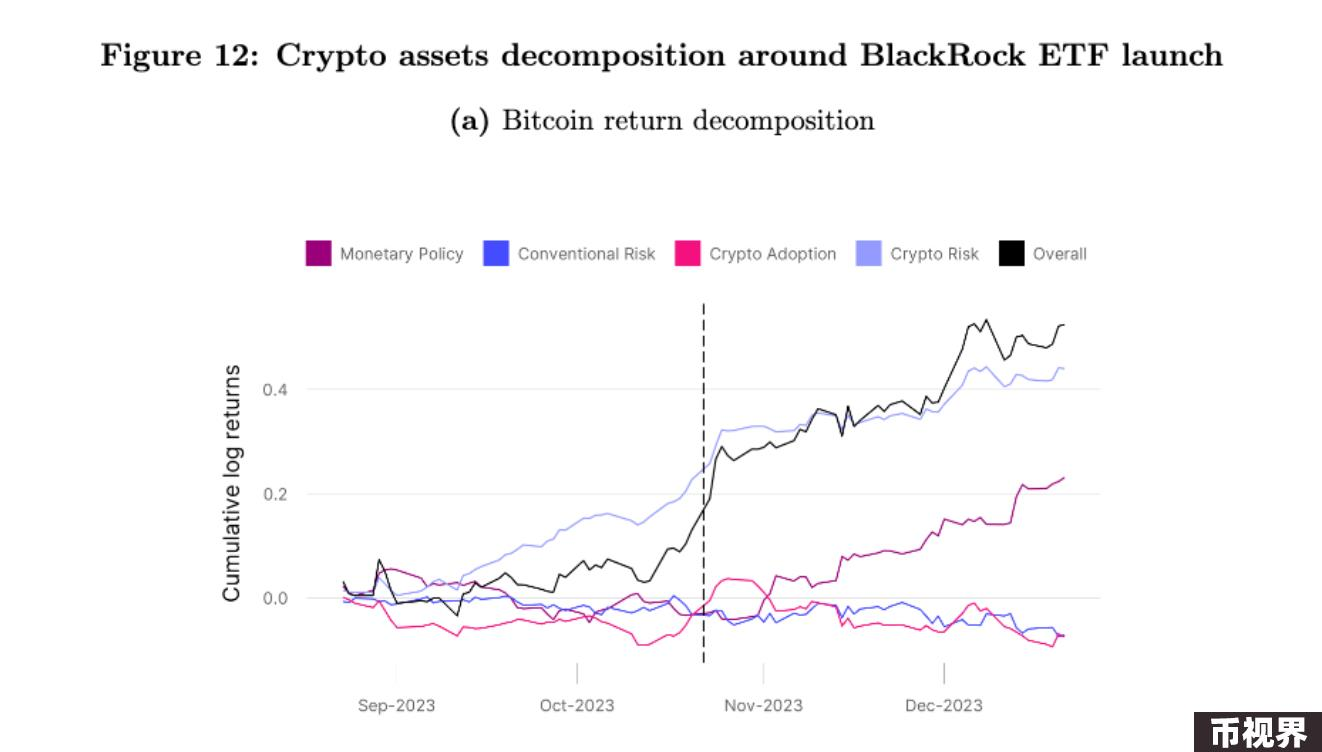 Figure 12: Crypto assets decomposition around BlackRock ETF launch
(a) Bitcoin return decomposition
Monetary Policy Conventional Risk Crypto Adoption Crypto Risk Overall
Cumulative log returns
0.4
0.2
0.0
Sep-2023 Oct-2023 Nov-2023 Dec-2023
币视界